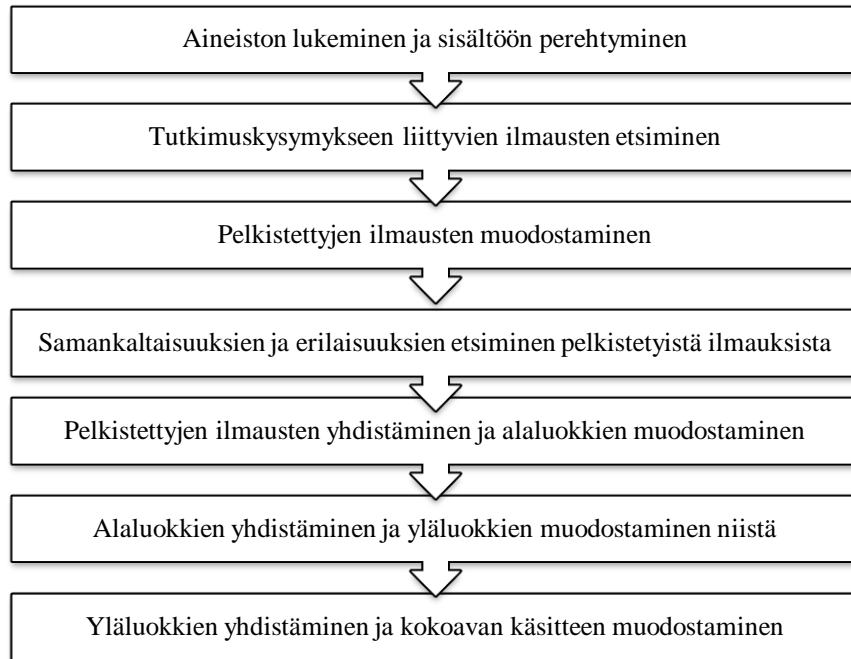 Aineiston lukeminen ja sisältöön perehtyminen
Tutkimuskysymykseen liittyvien ilmausten etsiminen
Pelkistettyjen ilmausten muodostaminen
Samankaltaisuuksien ja erilaisuuksien etsiminen pelkistetyistä ilmauksista
Pelkistettyjen ilmausten yhdistäminen ja alaluokkien muodostaminen
Alaluokkien yhdistäminen ja yläluokkien muodostaminen niistä
Yläluokkien yhdistäminen ja kokoavan käsitteen muodostaminen